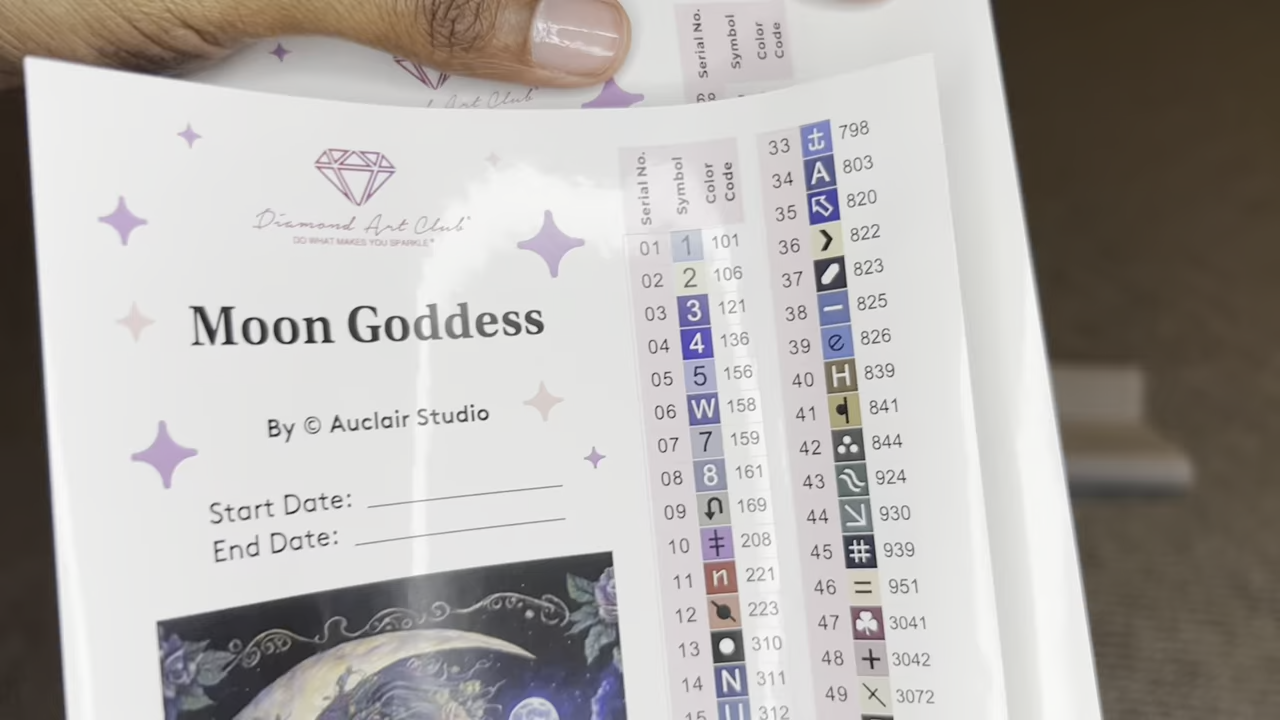 Serial No.
Symbol
Color Code
Art Club
Diamond Art Club
DO WHAT MAKES YOU SPARKLE
Moon Goddess
By © Auclair Studio
Start Date:
End Date:
Serial No. Symbol Color Code
01 1 101
02 2 106
03 3 121
04 4 136
05 5 156
06 W 158
07 7 159
08 8 161
09 169
10 208
11 n 221
12 223
13 310
14 N 311
15 U 312
33 798
34 A 803
35 820
36 822
37 823
38 − 825
39 e 826
40 H 839
41 841
42 844
43 924
44 930
45 # 939
46 = 951
47 3041
48 + 3042
49 3072